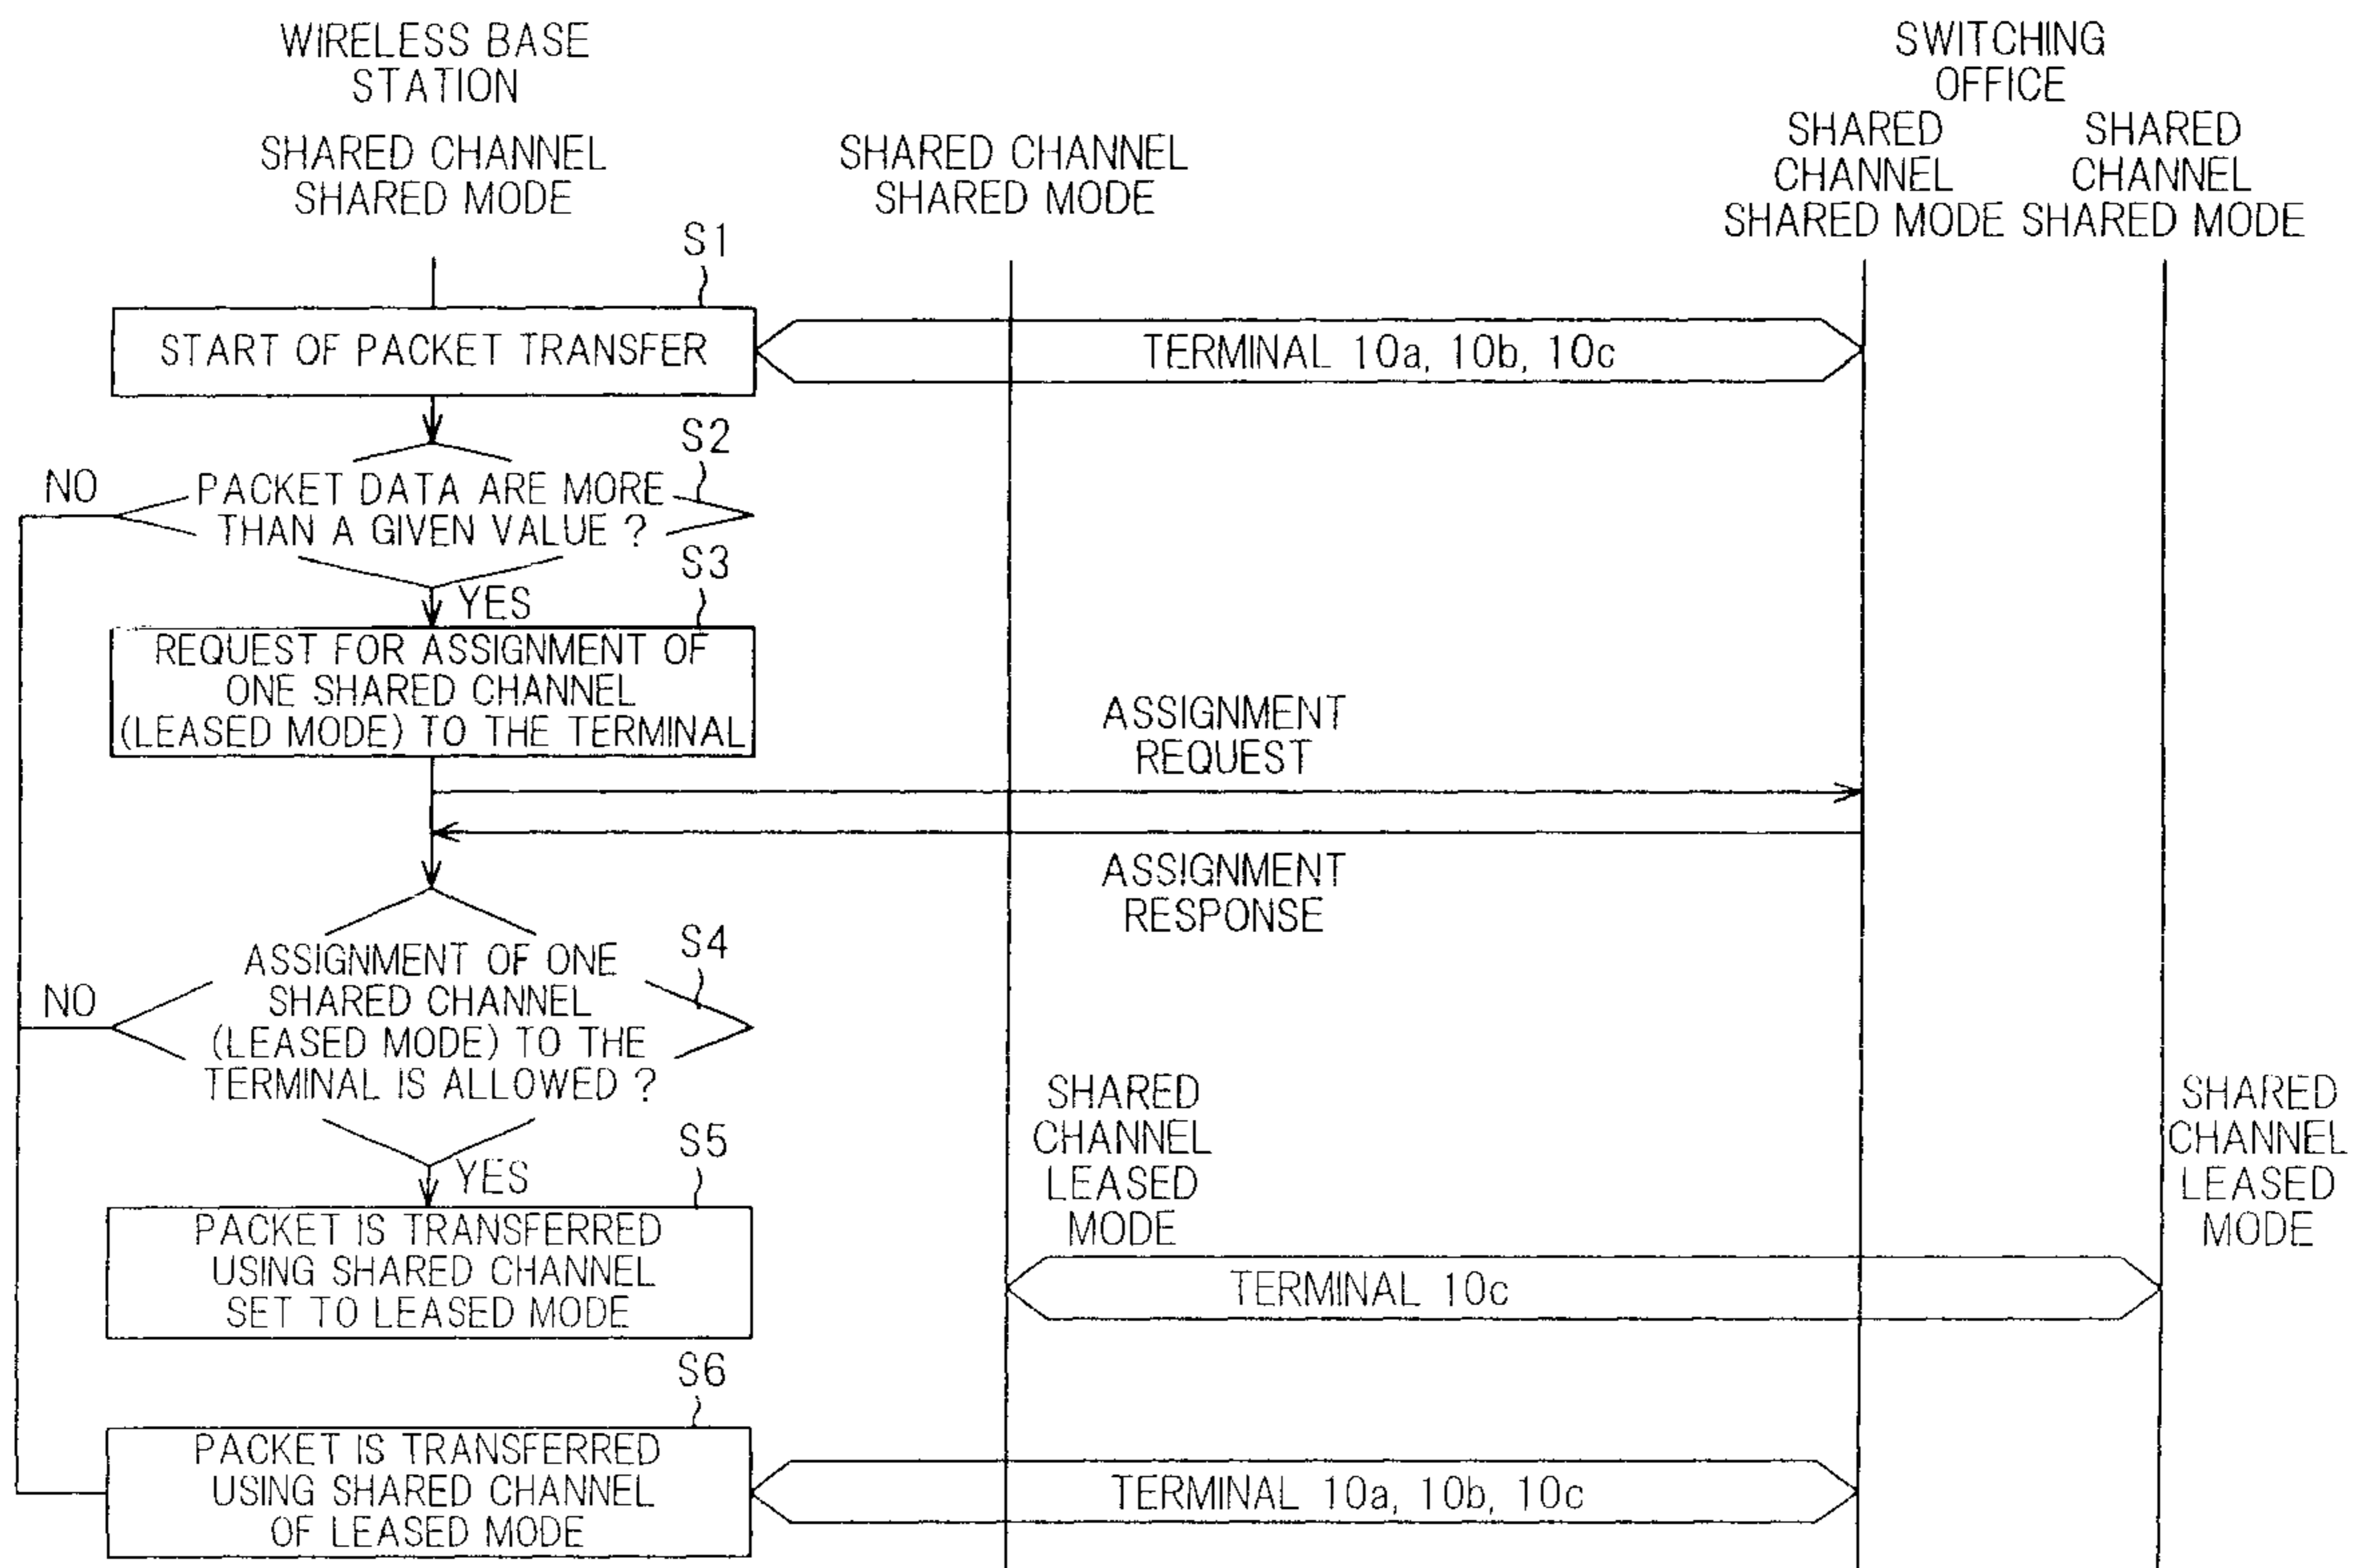 WIRELESS BASE
STATION
SHARED CHANNEL
SHARED MODE
SHARED CHANNEL
SHARED MODE
SWITCHING
OFFICE
SHARED
CHANNEL
SHARED MODE
SHARED
CHANNEL
SHARED MODE
S1
START OF PACKET TRANSFER
TERMINAL 10a, 10b, 10c
S2
NO
PACKET DATA ARE MORE
THAN A GIVEN VALUE ?
YES
S3
REQUEST FOR ASSIGNMENT OF
ONE SHARED CHANNEL
(LEASED MODE) TO THE TERMINAL
ASSIGNMENT
REQUEST
ASSIGNMENT
RESPONSE
S4
NO
ASSIGNMENT OF ONE
SHARED CHANNEL
(LEASED MODE) TO THE
TERMINAL IS ALLOWED ?
YES
SHARED
CHANNEL
LEASED
MODE
SHARED
CHANNEL
LEASED
MODE
S5
PACKET IS TRANSFERRED
USING SHARED CHANNEL
SET TO LEASED MODE
TERMINAL 10c
S6
PACKET IS TRANSFERRED
USING SHARED CHANNEL
OF LEASED MODE
TERMINAL 10a, 10b, 10c